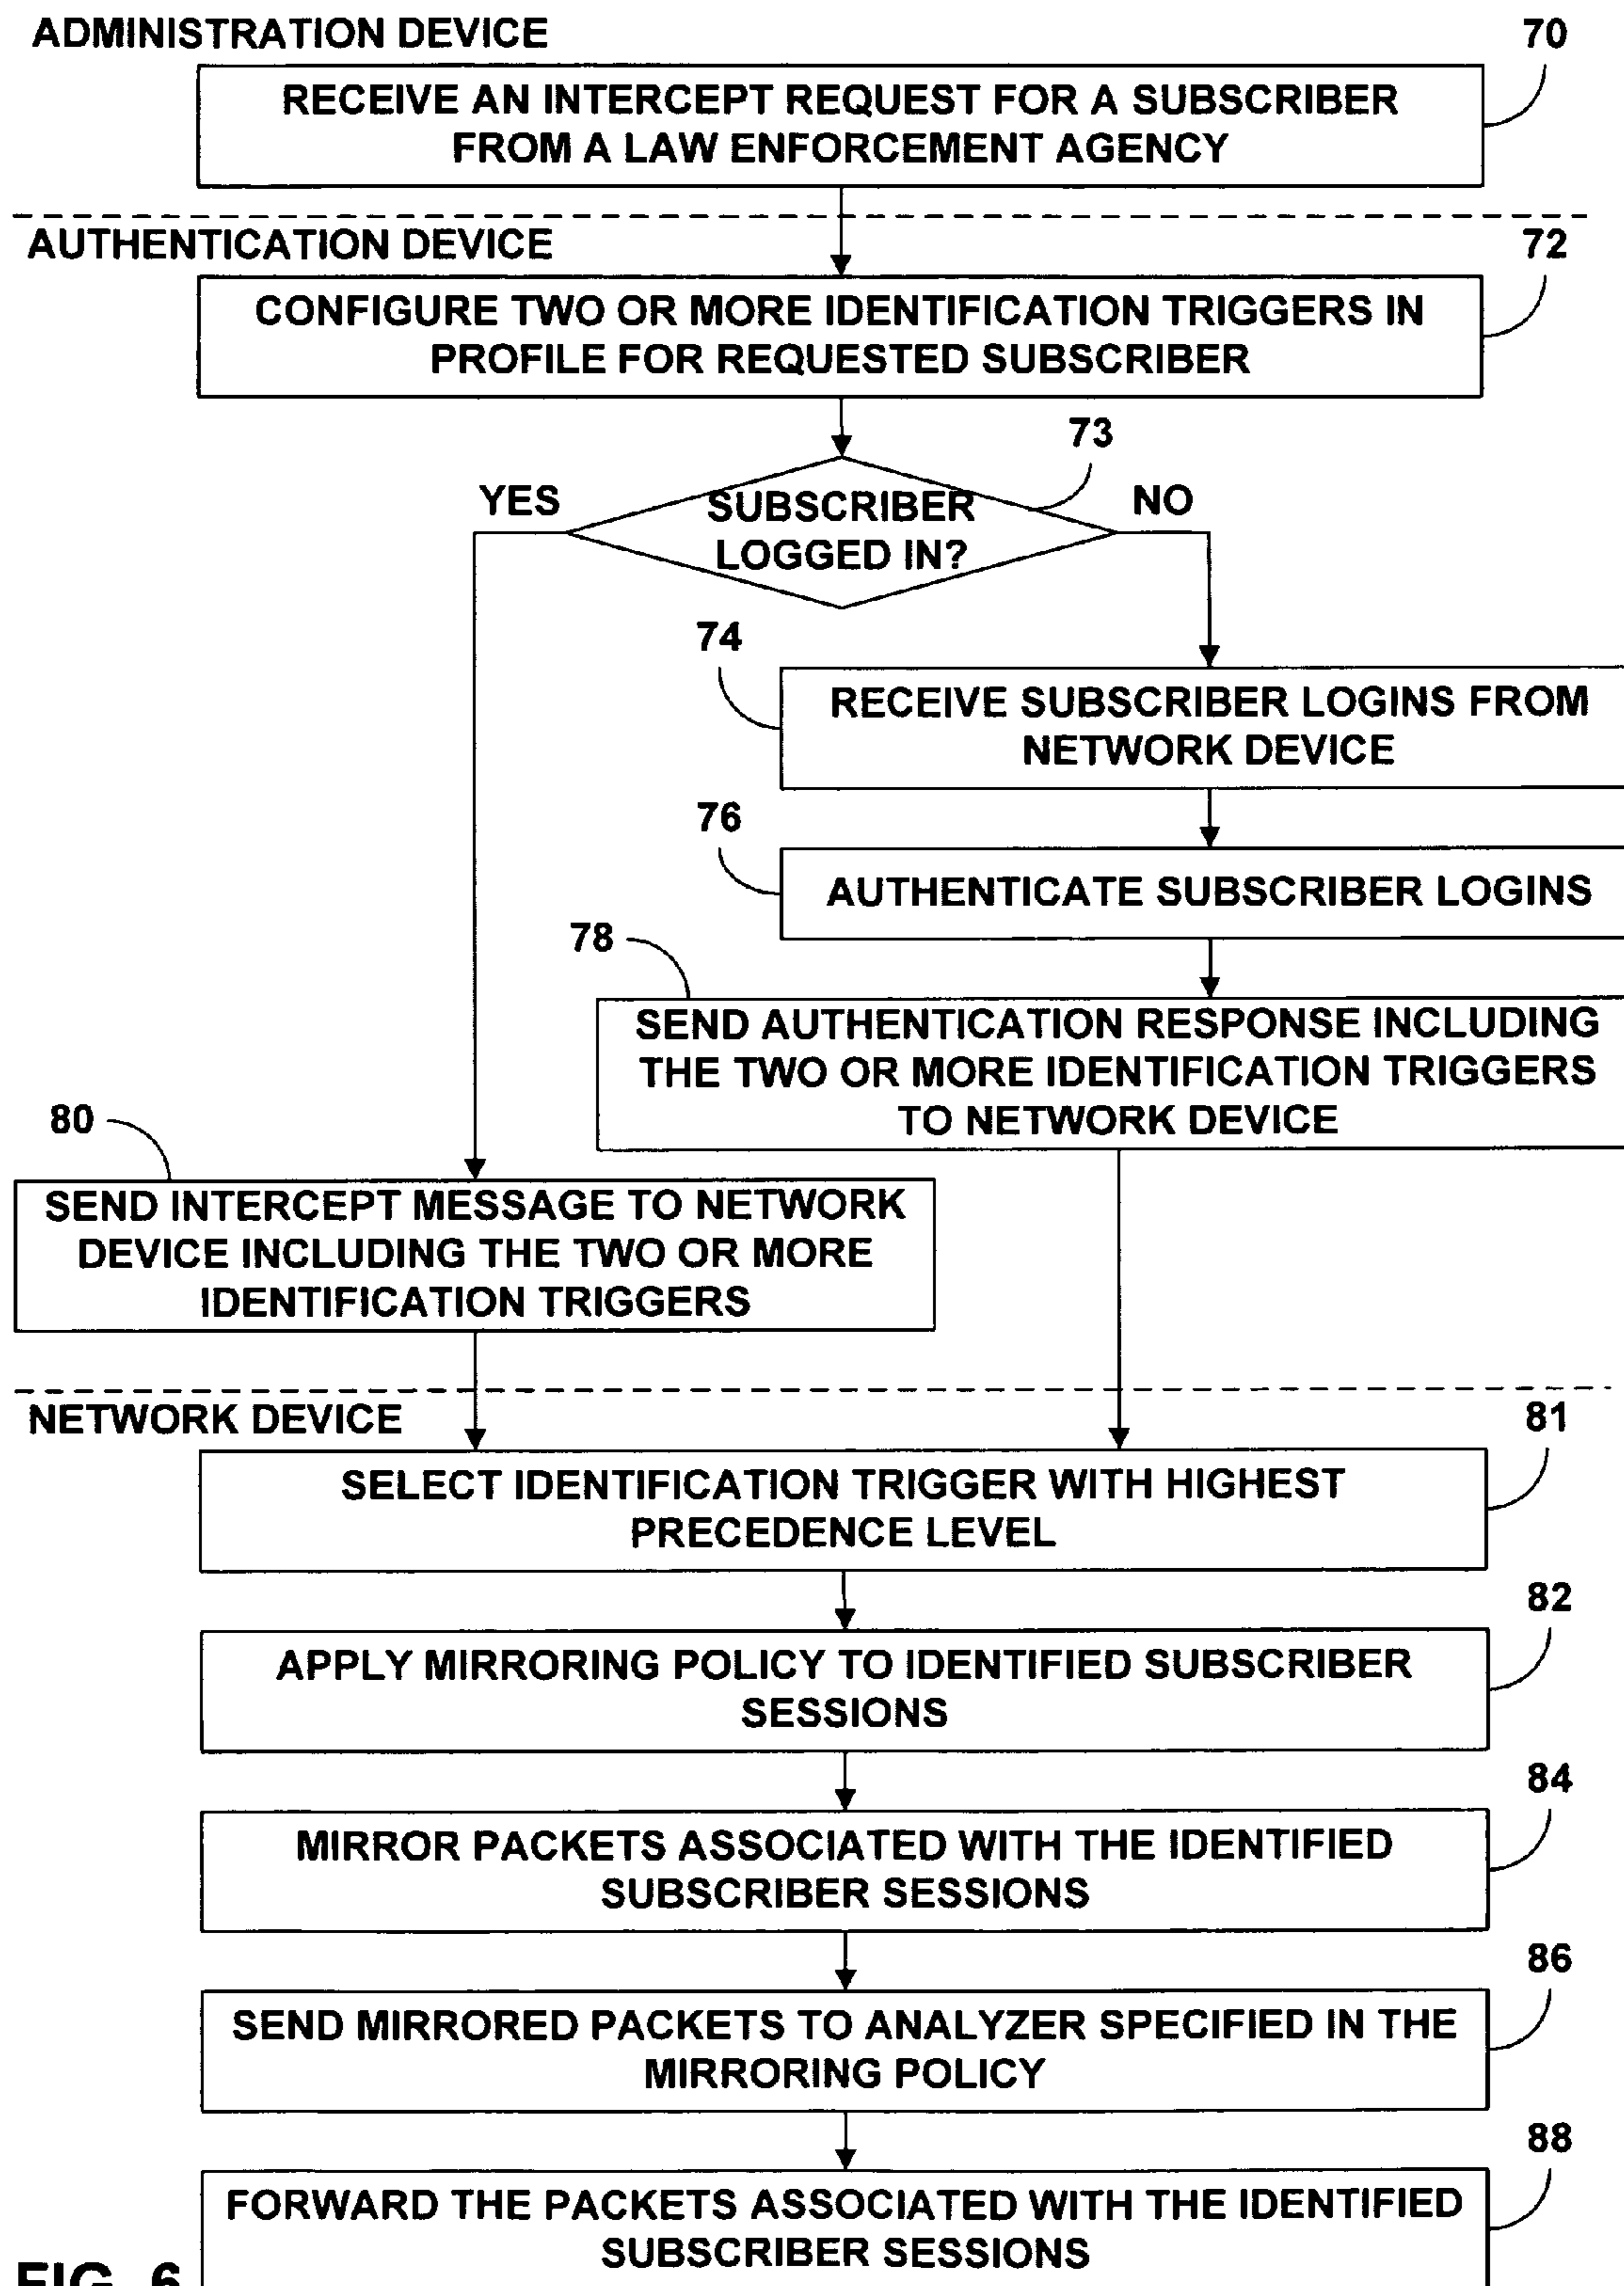 ADMINISTRATION DEVICE
70
RECEIVE AN INTERCEPT REQUEST FOR A SUBSCRIBER
FROM A LAW ENFORCEMENT AGENCY
AUTHENTICATION DEVICE
72
CONFIGURE TWO OR MORE IDENTIFICATION TRIGGERS IN
PROFILE FOR REQUESTED SUBSCRIBER
73
YES
SUBSCRIBER
LOGGED IN?
NO
74
RECEIVE SUBSCRIBER LOGINS FROM
NETWORK DEVICE
76
AUTHENTICATE SUBSCRIBER LOGINS
78
SEND AUTHENTICATION RESPONSE INCLUDING
THE TWO OR MORE IDENTIFICATION TRIGGERS
TO NETWORK DEVICE
80
SEND INTERCEPT MESSAGE TO NETWORK
DEVICE INCLUDING THE TWO OR MORE
IDENTIFICATION TRIGGERS
NETWORK DEVICE
81
SELECT IDENTIFICATION TRIGGER WITH HIGHEST
PRECEDENCE LEVEL
82
APPLY MIRRORING POLICY TO IDENTIFIED SUBSCRIBER
SESSIONS
84
MIRROR PACKETS ASSOCIATED WITH THE IDENTIFIED
SUBSCRIBER SESSIONS
86
SEND MIRRORED PACKETS TO ANALYZER SPECIFIED IN THE
MIRRORING POLICY
88
FORWARD THE PACKETS ASSOCIATED WITH THE IDENTIFIED
SUBSCRIBER SESSIONS
FIG. 6